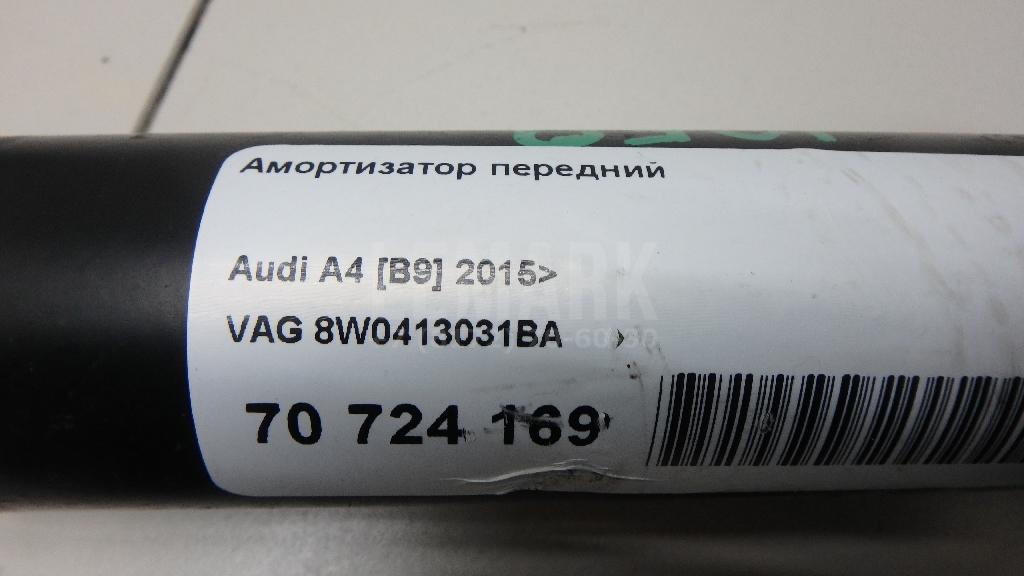 Амортизатор передний
Audi A4 [B9] 2015>
VAG 8W0413031BA
70 724 169